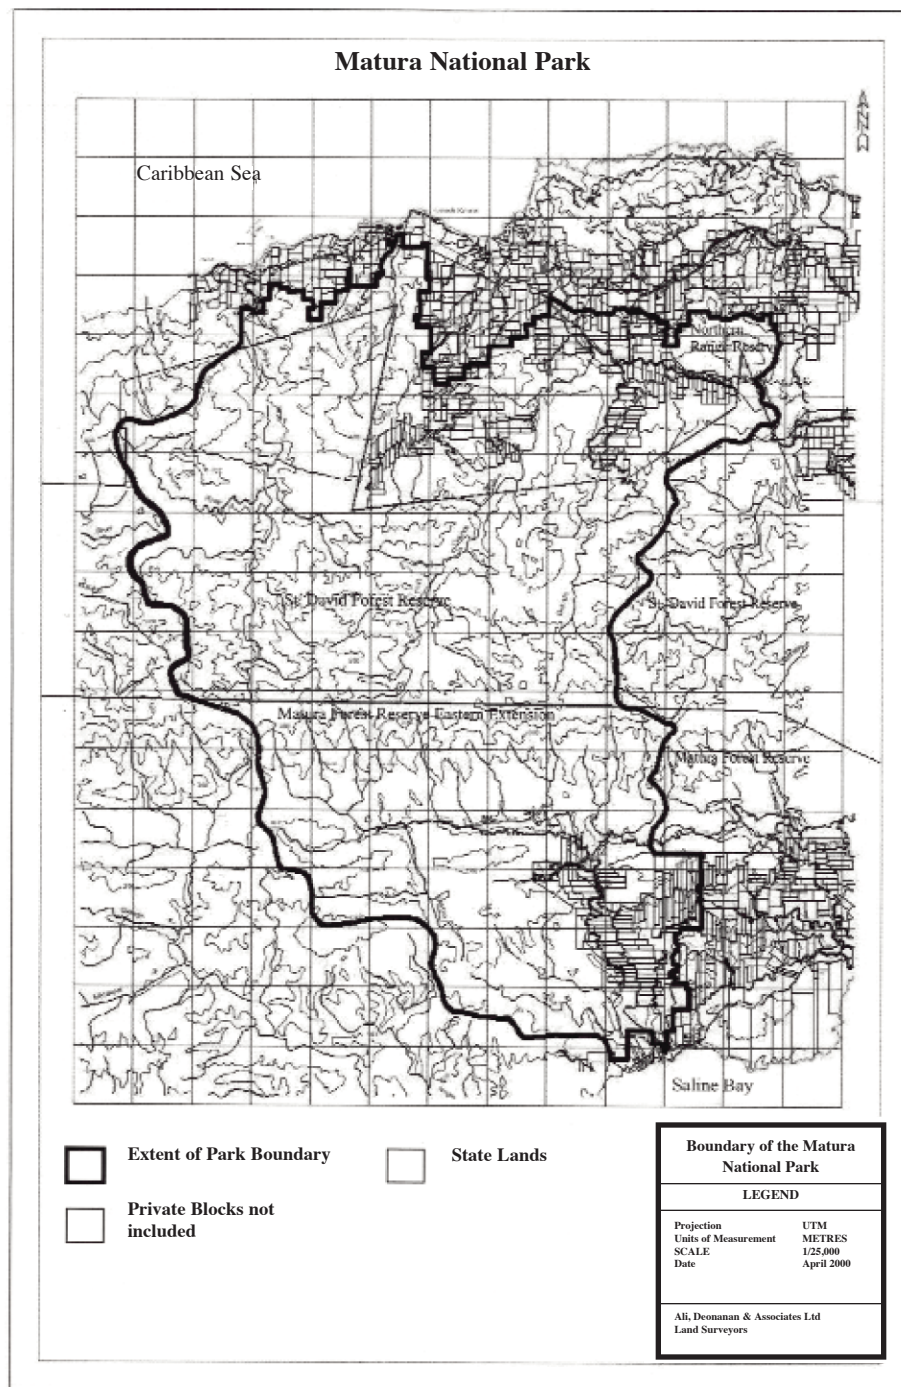 Matura National Park
Caribbean Sea
Northern
Range Reserve
St. David Forest Reserve
St. David Forest Reserve
Matura Forest Reserve Eastern Extension
Matura Forest Reserve
Saline Bay
Extent of Park Boundary
State Lands
Private Blocks not
included
Boundary of the Matura
National Park
LEGEND
Projection UTM
Units of Measurement METRES
SCALE 1/25,000
Date April 2000
Ali, Deonanan & Associates Ltd
Land Surveyors